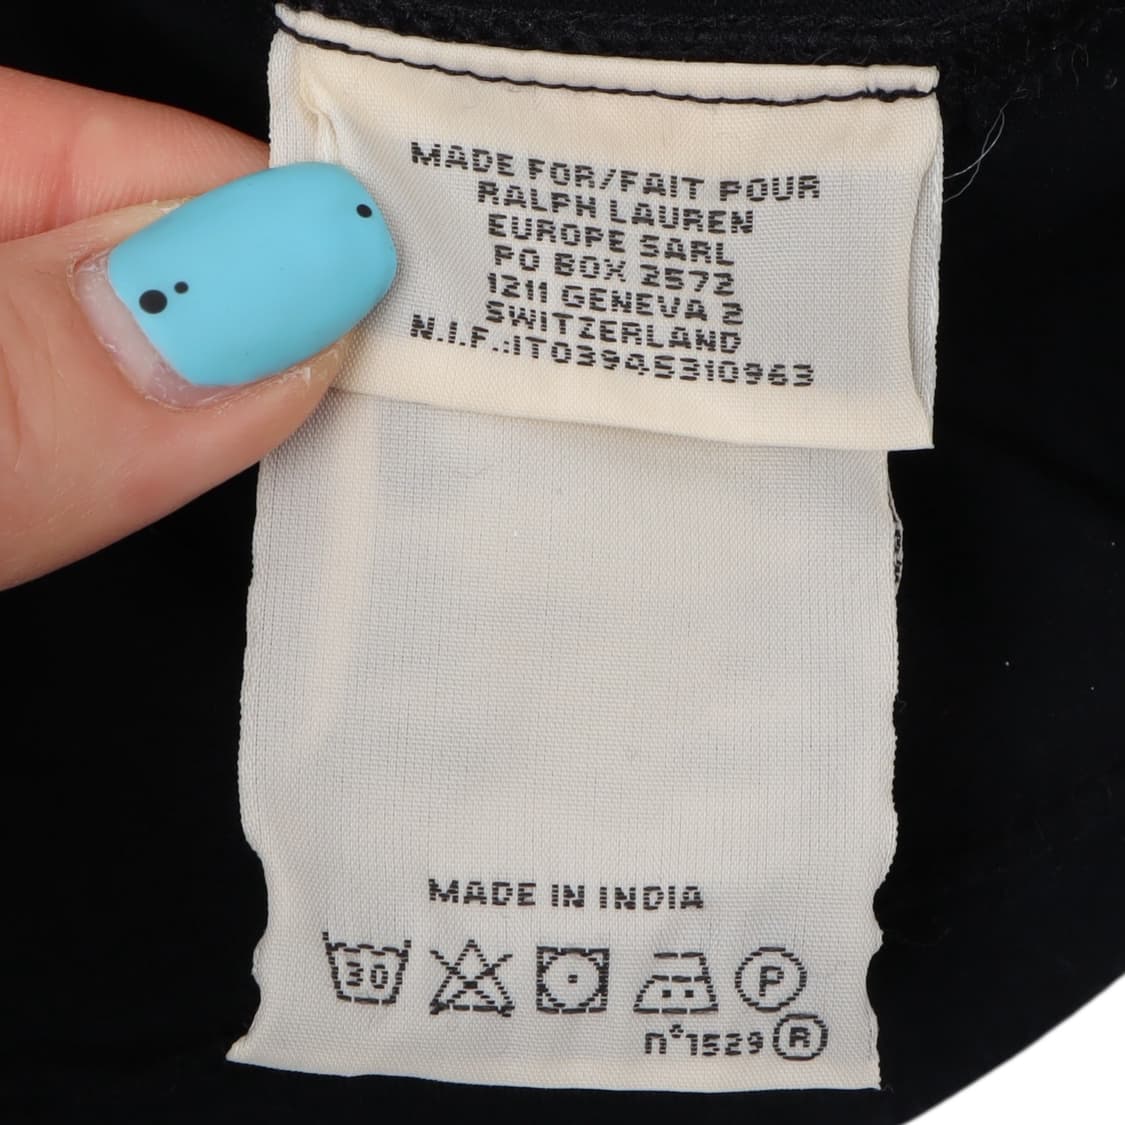 MADE FOR/FAIT POUR
RALPH LAUREN
EUROPE SARL
PO BOX 2572
1211 GENEVA 2
SWITZERLAND
N.I.F.:IT03945310963
MADE IN INDIA
30 P
n°1529 R